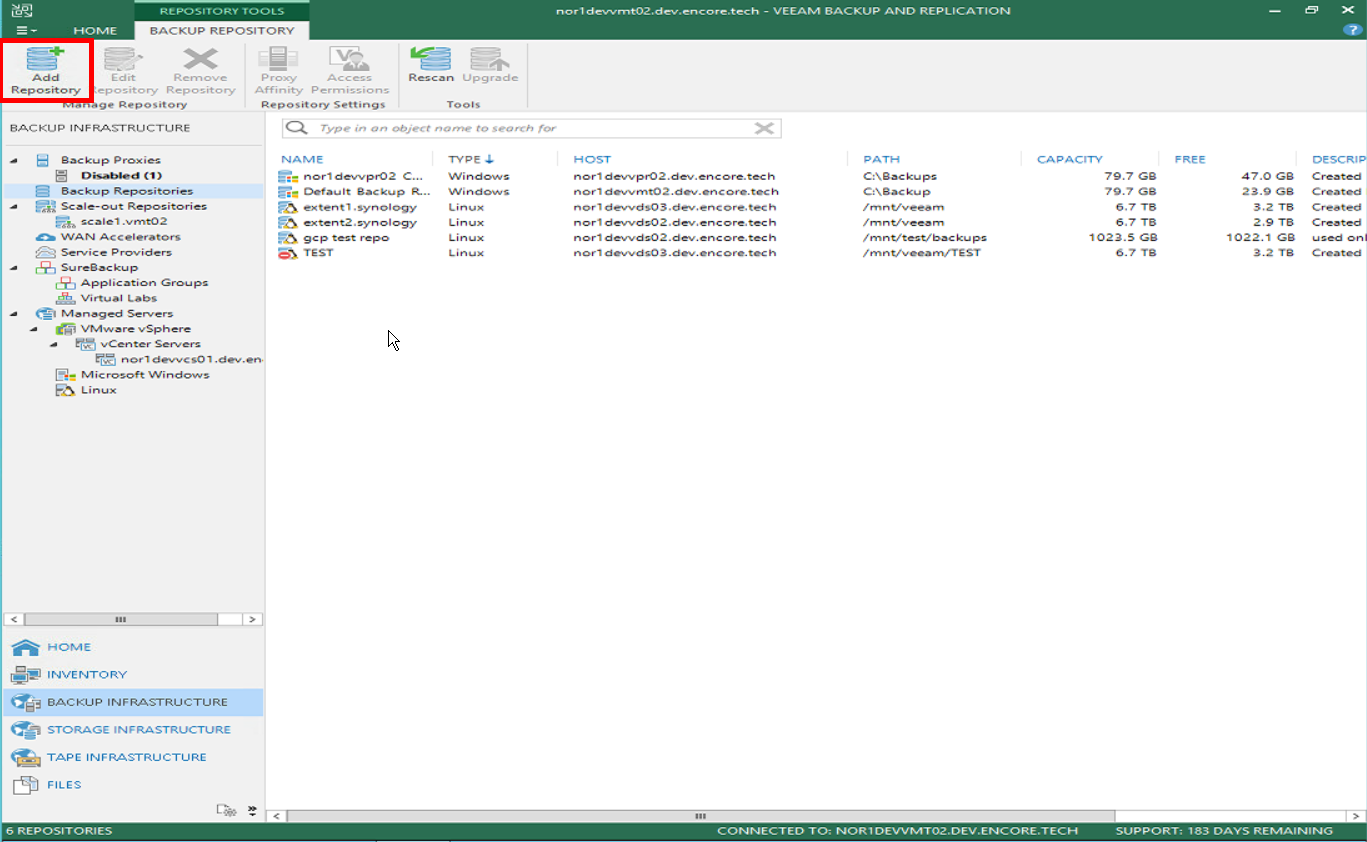 REPOSITORY TOOLS
nor1devvmt02.dev.encore.tech - VEEAM BACKUP AND REPLICATION
HOME
BACKUP REPOSITORY
Add Repository
Edit Repository
Remove Repository
Proxy Affinity
Access Permissions
Rescan
Upgrade
Manage Repository
Repository Settings
Tools
BACKUP INFRASTRUCTURE
Backup Proxies
Disabled (1)
Backup Repositories
Scale-out Repositories
scale1.vmt02
WAN Accelerators
Service Providers
SureBackup
Application Groups
Virtual Labs
Managed Servers
VMware vSphere
vCenter Servers
nor1devvcs01.dev.en
Microsoft Windows
Linux
HOME
INVENTORY
BACKUP INFRASTRUCTURE
STORAGE INFRASTRUCTURE
TAPE INFRASTRUCTURE
FILES
Type in an object name to search for
NAME TYPE HOST PATH CAPACITY FREE DESCRIP
nor1devvpr02 C... Windows nor1devvpr02.dev.encore.tech C:\Backups 79.7 GB 47.0 GB Created
Default Backup R... Windows nor1devvmt02.dev.encore.tech C:\Backup 79.7 GB 23.9 GB Created
extent1.synology Linux nor1devvds03.dev.encore.tech /mnt/veeam 6.7 TB 3.2 TB Created
extent2.synology Linux nor1devvds02.dev.encore.tech /mnt/veeam 6.7 TB 2.9 TB Created
gcp test repo Linux nor1devvds02.dev.encore.tech /mnt/test/backups 1023.5 GB 1022.1 GB used onl
TEST Linux nor1devvds03.dev.encore.tech /mnt/veeam/TEST 6.7 TB 3.2 TB Created
6 REPOSITORIES
CONNECTED TO: NOR1DEVVMT02.DEV.ENCORE.TECH
SUPPORT: 183 DAYS REMAINING